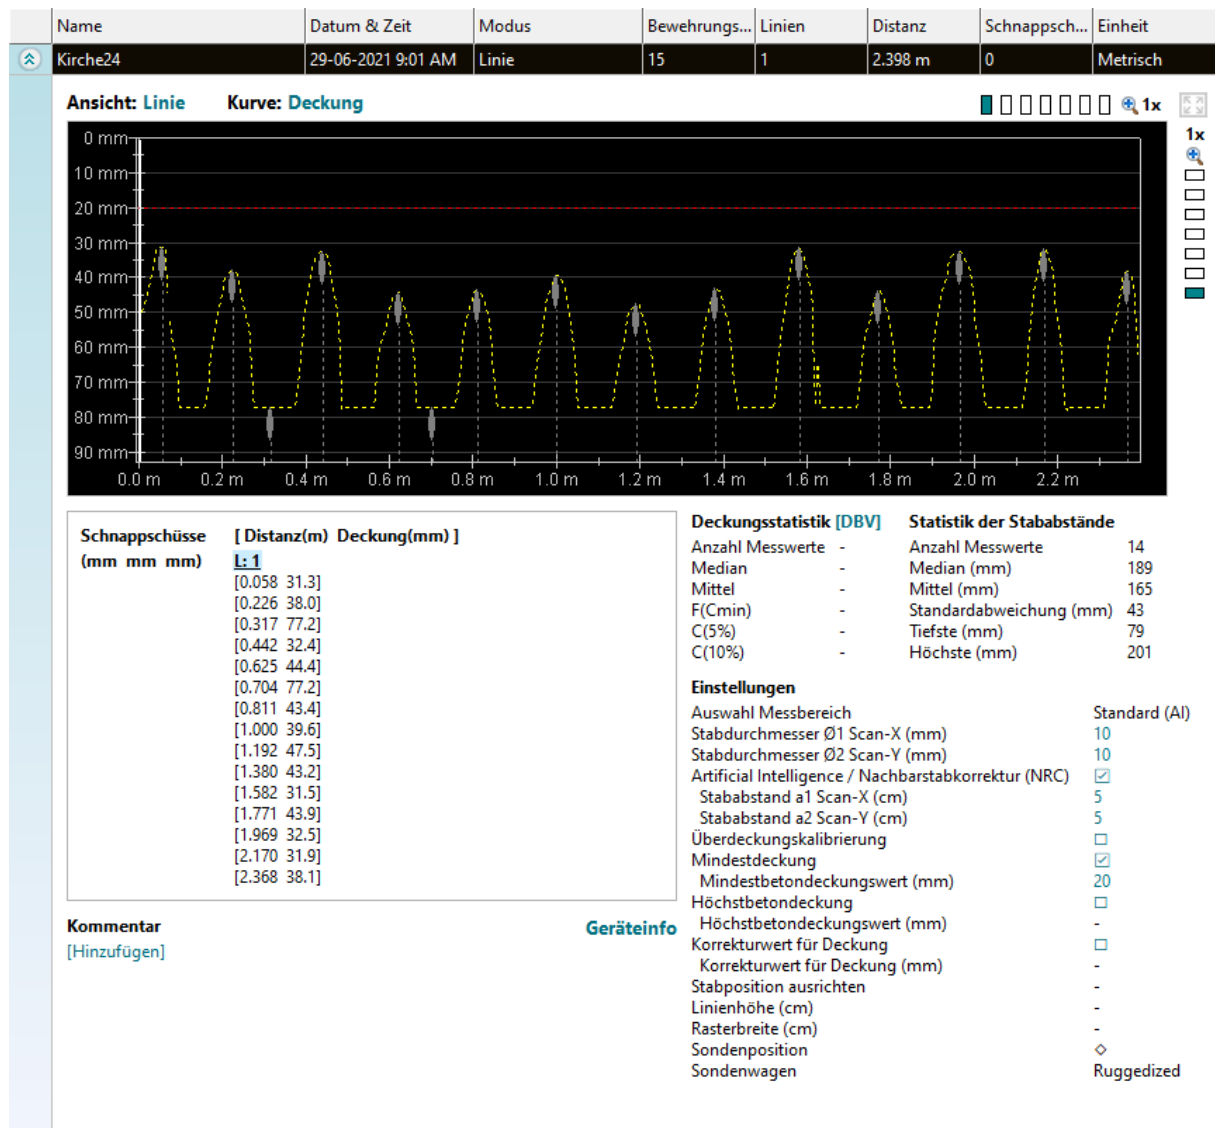 Name Datum & Zeit Modus Bewehrungs... Linien Distanz Schnappsch... Einheit
Kirche24 29-06-2021 9:01 AM Linie 15 1 2.398 m 0 Metrisch
Ansicht: Linie Kurve: Deckung 1x
1x
0 mm
10 mm
20 mm
30 mm
40 mm
50 mm
60 mm
70 mm
80 mm
90 mm
0.0 m 0.2 m 0.4 m 0.6 m 0.8 m 1.0 m 1.2 m 1.4 m 1.6 m 1.8 m 2.0 m 2.2 m
Schnappschüsse [ Distanz(m) Deckung(mm) ]
(mm mm mm) L: 1
[0.058 31.3]
[0.226 38.0]
[0.317 77.2]
[0.442 32.4]
[0.625 44.4]
[0.704 77.2]
[0.811 43.4]
[1.000 39.6]
[1.192 47.5]
[1.380 43.2]
[1.582 31.5]
[1.771 43.9]
[1.969 32.5]
[2.170 31.9]
[2.368 38.1]
Kommentar Geräteinfo
[Hinzufügen]
Deckungsstatistik [DBV]
Anzahl Messwerte -
Median -
Mittel -
F(Cmin) -
C(5%) -
C(10%) -
Statistik der Stababstände
Anzahl Messwerte 14
Median (mm) 189
Mittel (mm) 165
Standardabweichung (mm) 43
Tiefste (mm) 79
Höchste (mm) 201
Einstellungen
Auswahl Messbereich Standard (AI)
Stabdurchmesser Ø1 Scan-X (mm) 10
Stabdurchmesser Ø2 Scan-Y (mm) 10
Artificial Intelligence / Nachbarstabkorrektur (NRC)
Stababstand a1 Scan-X (cm) 5
Stababstand a2 Scan-Y (cm) 5
Überdeckungskalibrierung
Mindestdeckung
Mindestbetondeckungswert (mm) 20
Höchstbetondeckung
Höchstbetondeckungswert (mm) -
Korrekturwert für Deckung
Korrekturwert für Deckung (mm) -
Stabposition ausrichten -
Linienhöhe (cm) -
Rasterbreite (cm) -
Sondenposition
Sondenwagen Ruggedized